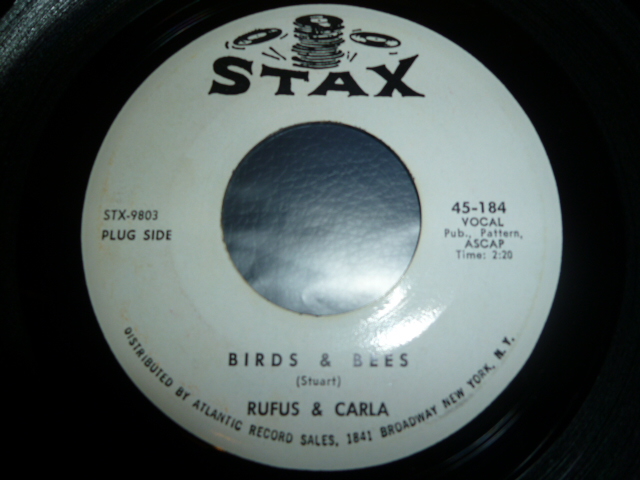 STAX
STX-9803
PLUG SIDE
45-184
VOCAL
Pub., Pattern,
ASCAP
Time: 2:20
BIRDS & BEES
(Stuart)
RUFUS & CARLA
DISTRIBUTED BY ATLANTIC RECORD SALES, 1841 BROADWAY NEW YORK, N.Y.